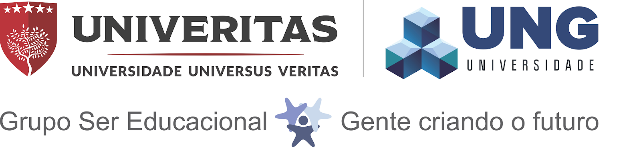 UNIVERITAS
UNIVERSIDADE UNIVERSUS VERITAS
UNG
UNIVERSIDADE
Grupo Ser Educacional Gente criando o futuro